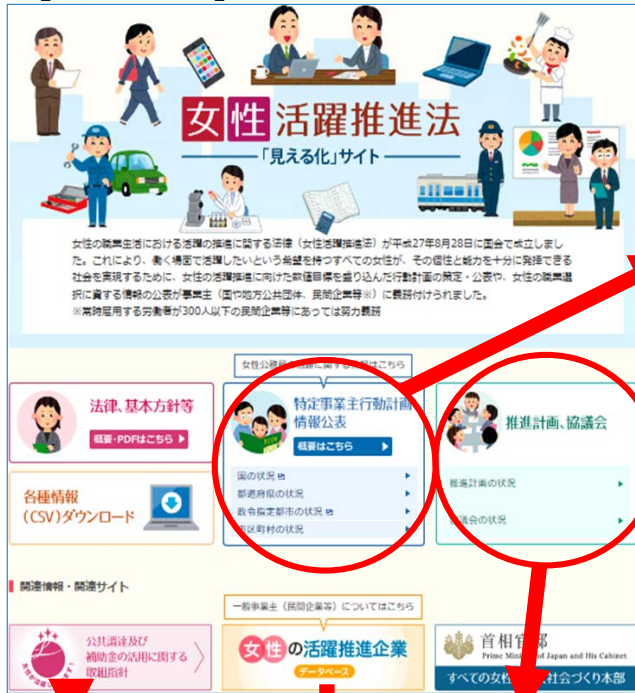 女性活躍推進法
「見える化」サイト
女性の職業生活における活躍の推進に関する法律（女性活躍推進法）が平成27年8月28日に国会で成立しまし
た。これにより、働く場面で活躍したいという希望を持つすべての女性が、その個性と能力を十分に発揮できる
社会を実現するために、女性の活躍推進に向けた数値目標を盛り込んだ行動計画の策定・公表や、女性の職業選
択に資する情報の公表が事業主（国や地方公共団体、民間企業等※）に義務付けられました。
※常時雇用する労働者が300人以下の民間企業等にあっては努力義務
女性公務員の活躍に関する情報はこちら
法律、基本方針等
概要・PDFはこちら
特定事業主行動計画
情報公表
概要はこちら
国の状況
都道府県の状況
政令指定都市の状況
市区町村の状況
推進計画、協議会
推進計画の状況
協議会の状況
各種情報
(CSV)ダウンロード
関連情報・関連サイト
一般事業主（民間企業等）についてはこちら
公共調達及び
補助金の活用に関する
取組指針
女性の活躍推進企業
データベース
首相官邸
Prime Minister of Japan and His Cabinet
すべての女性 社会づくり本部